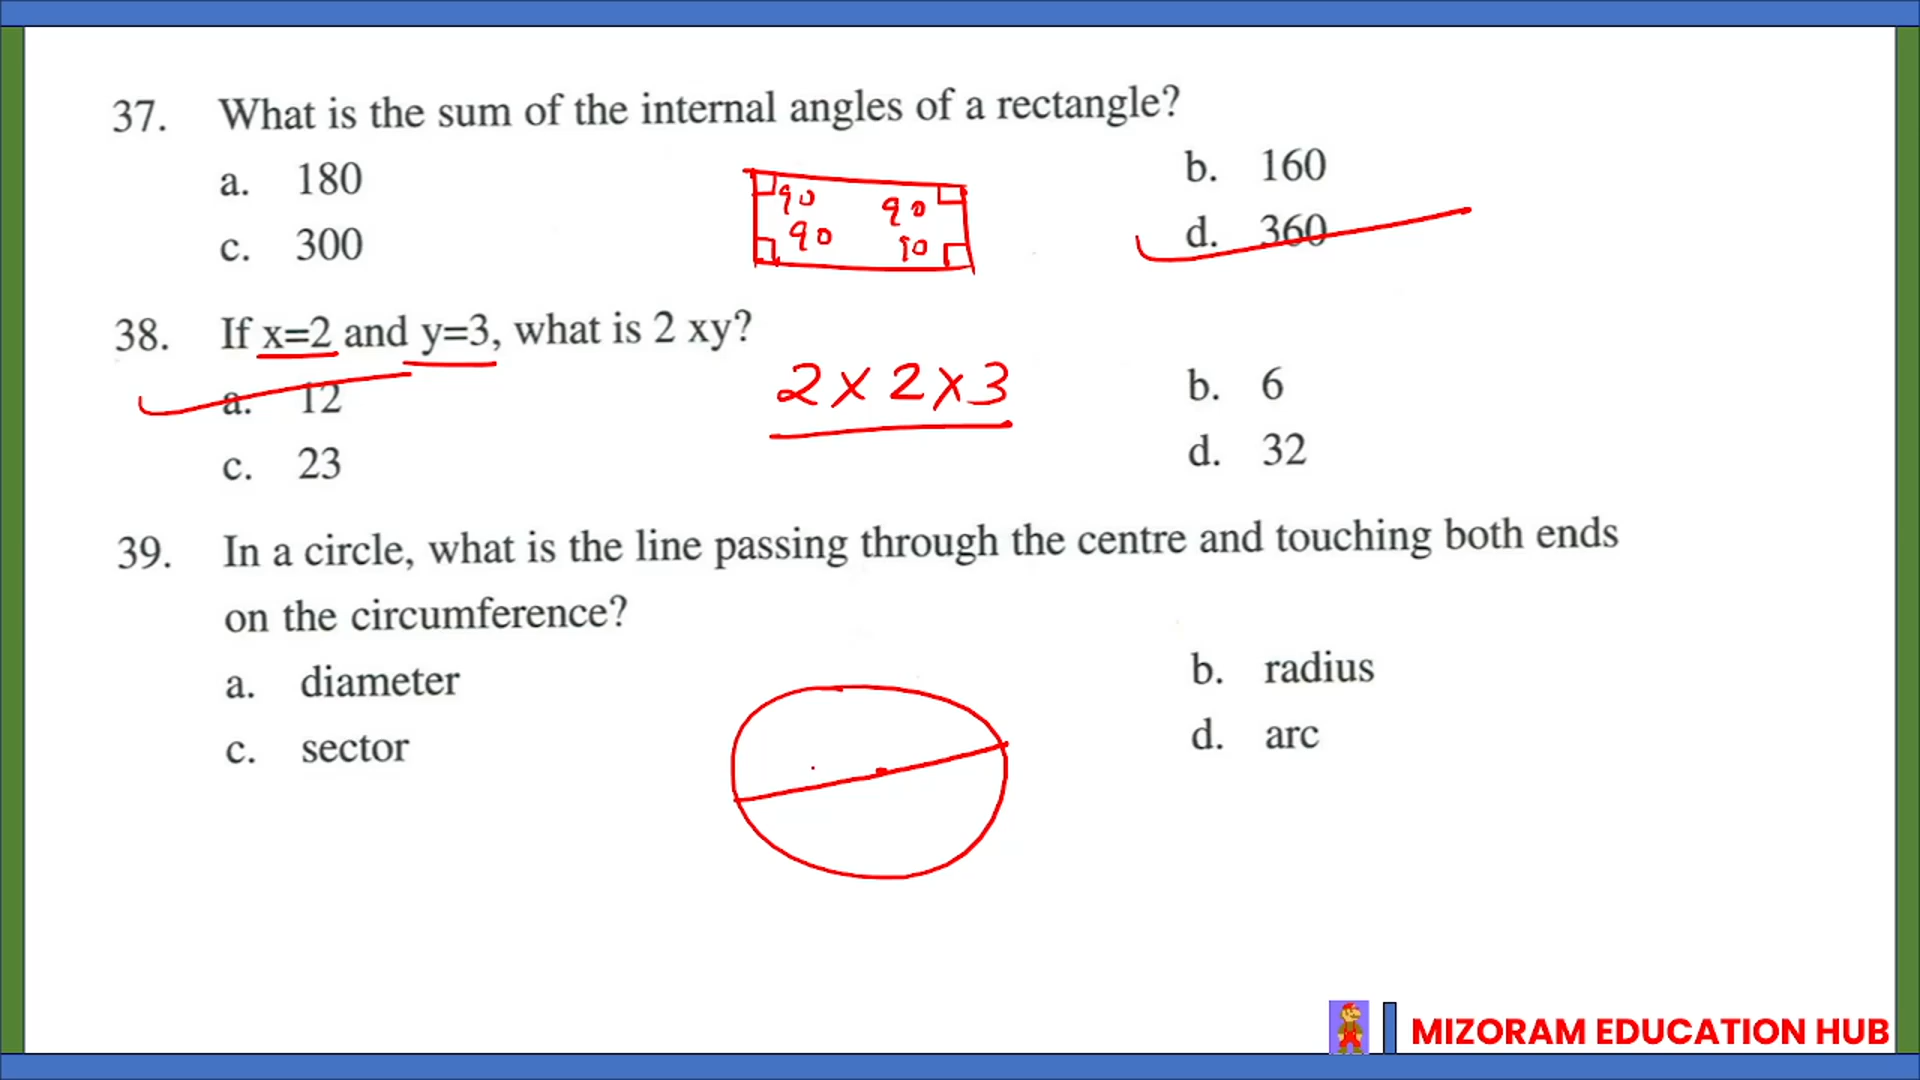 37. What is the sum of the internal angles of a rectangle?
a. 180
b. 160
c. 300
d. 360
90 90
90 90
38. If x=2 and y=3, what is 2 xy?
a. 12
b. 6
c. 23
d. 32
2 x 2 x 3
39. In a circle, what is the line passing through the centre and touching both ends
on the circumference?
a. diameter
b. radius
c. sector
d. arc
MIZORAM EDUCATION HUB